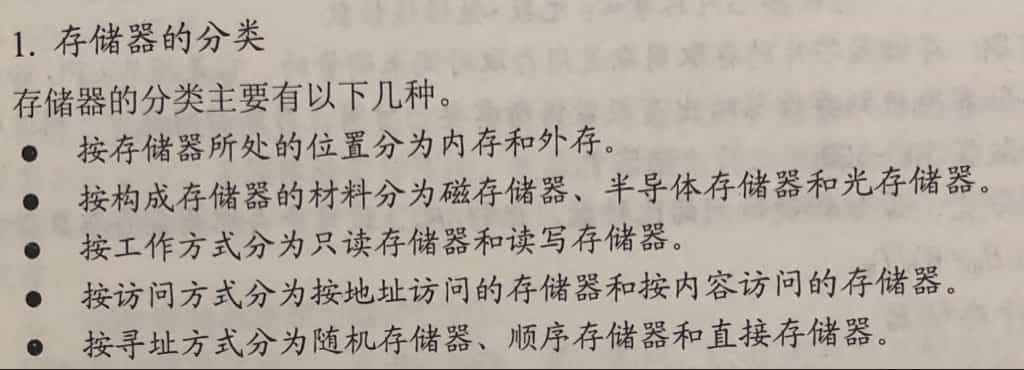 1. 存储器的分类
存储器的分类主要有以下几种。
● 按存储器所处的位置分为内存和外存。
● 按构成存储器的材料分为磁存储器、半导体存储器和光存储器。
● 按工作方式分为只读存储器和读写存储器。
● 按访问方式分为按地址访问的存储器和按内容访问的存储器。
● 按寻址方式分为随机存储器、顺序存储器和直接存储器。